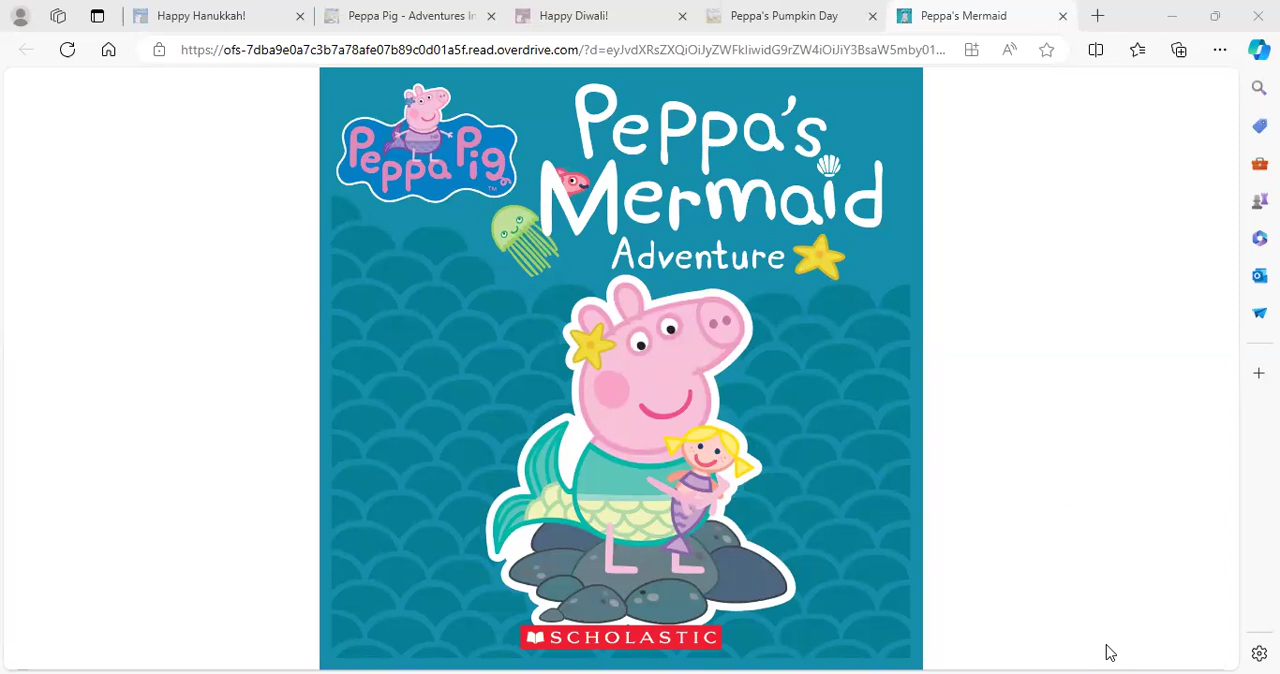 Happy Hanukkah!
Peppa Pig - Adventures In
Happy Diwali!
Peppa's Pumpkin Day
Peppa's Mermaid
https://ofs-7dba9e0a7c3b7a78afe07b89c0d01a5f.read.overdrive.com/?d=eyJvdXRsZXQiOiJyZWFkIiwidG9rZW4iOiJiY3BsaW5mby01...
Peppa Pig
TM
Peppa's
Mermaid
Adventure
SCHOLASTIC